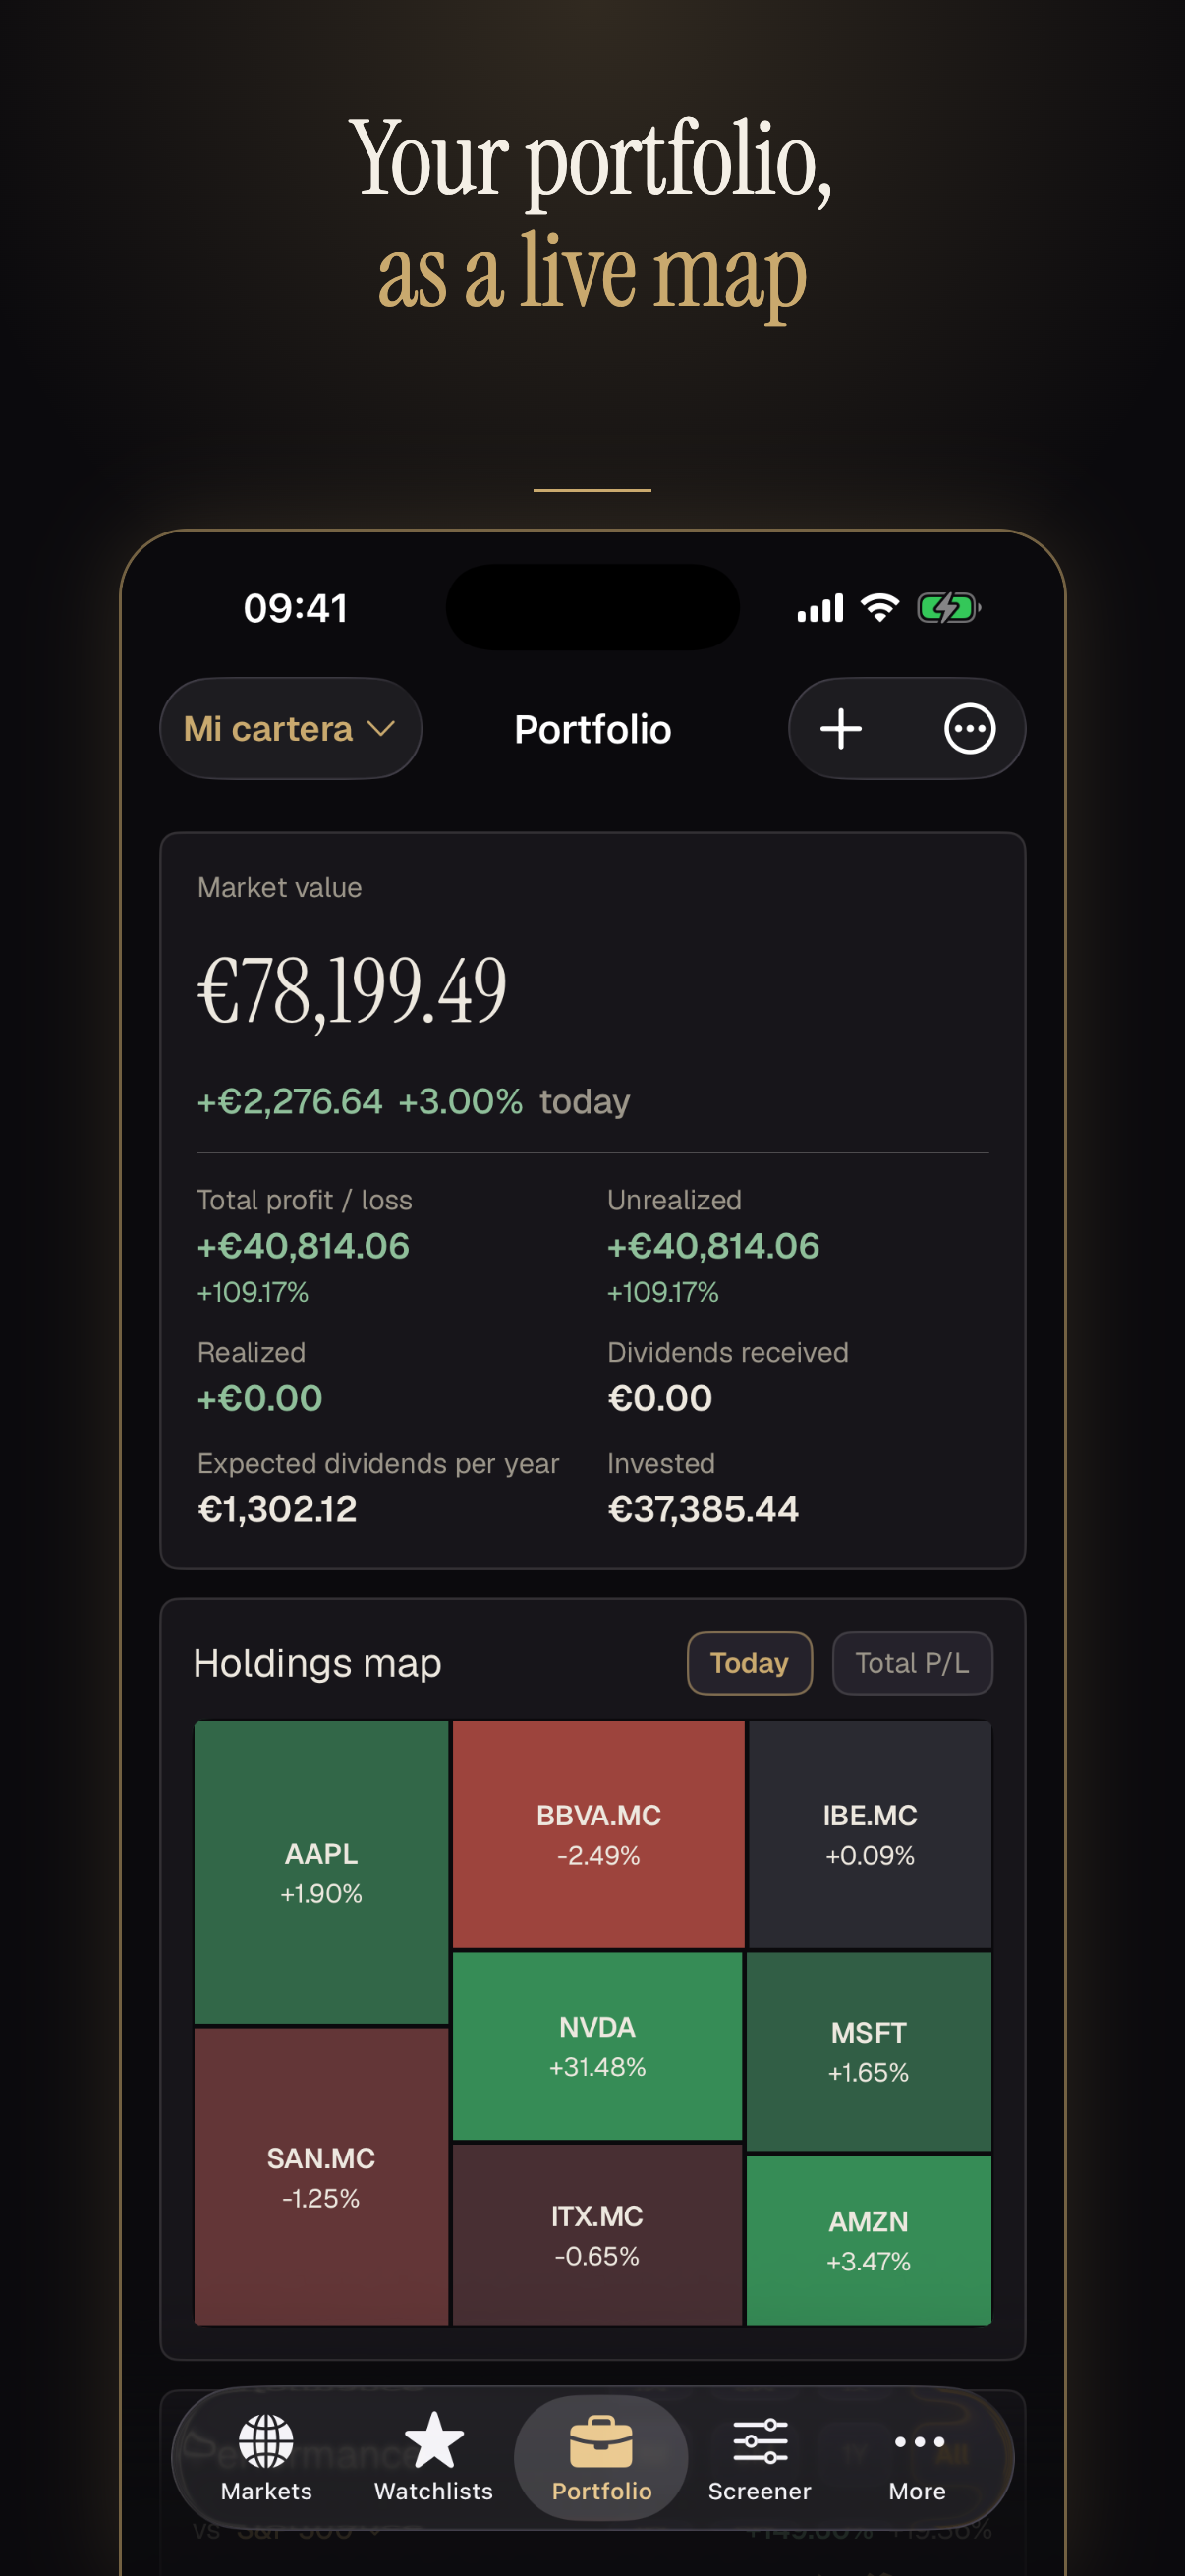 Your portfolio,
as a live map
09:41
Mi cartera
Portfolio
Market value
€78,199.49
+€2,276.64 +3.00% today
Total profit / loss
Unrealized
+€40,814.06
+€40,814.06
+109.17%
+109.17%
Realized
Dividends received
+€0.00
€0.00
Expected dividends per year
Invested
€1,302.12
€37,385.44
Holdings map
Today
Total P/L
AAPL
+1.90%
BBVA.MC
-2.49%
IBE.MC
+0.09%
NVDA
+31.48%
MSFT
+1.65%
SAN.MC
-1.25%
ITX.MC
-0.65%
AMZN
+3.47%
Markets
Watchlists
Portfolio
Screener
More
vs S&P 500